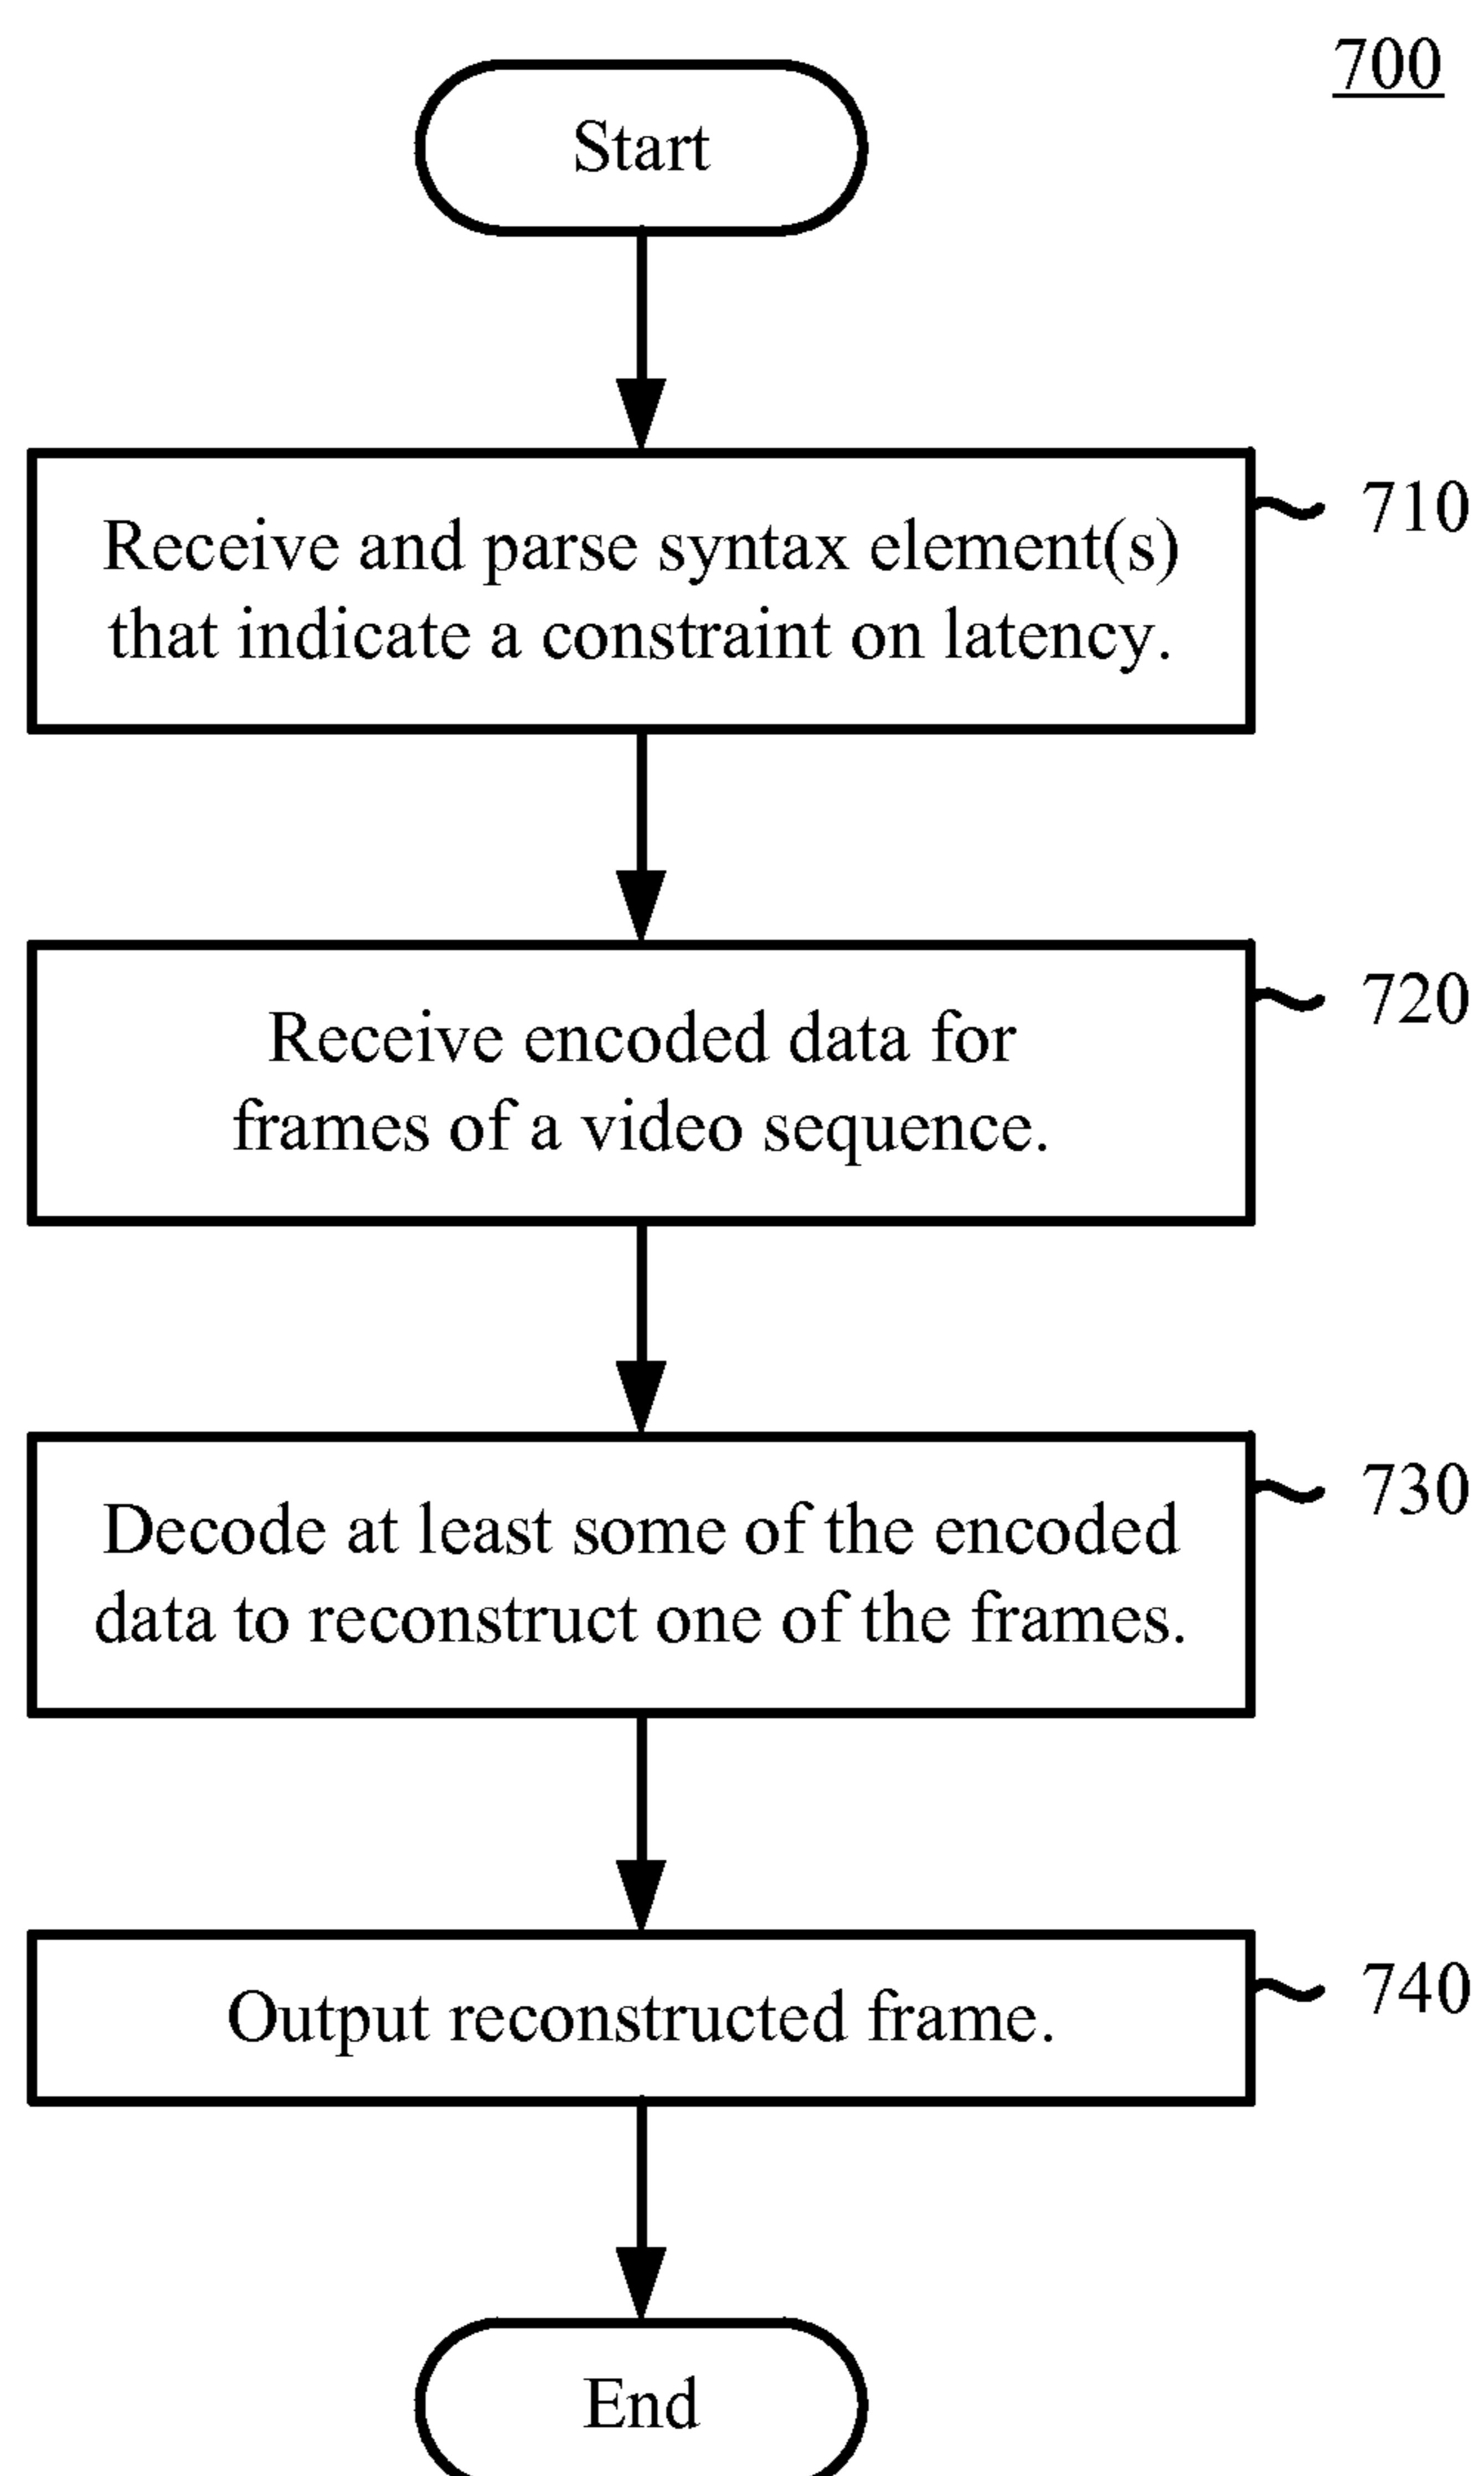 700
Start
710
Receive and parse syntax element(s)
that indicate a constraint on latency.
720
Receive encoded data for
frames of a video sequence.
730
Decode at least some of the encoded
data to reconstruct one of the frames.
740
Output reconstructed frame.
End